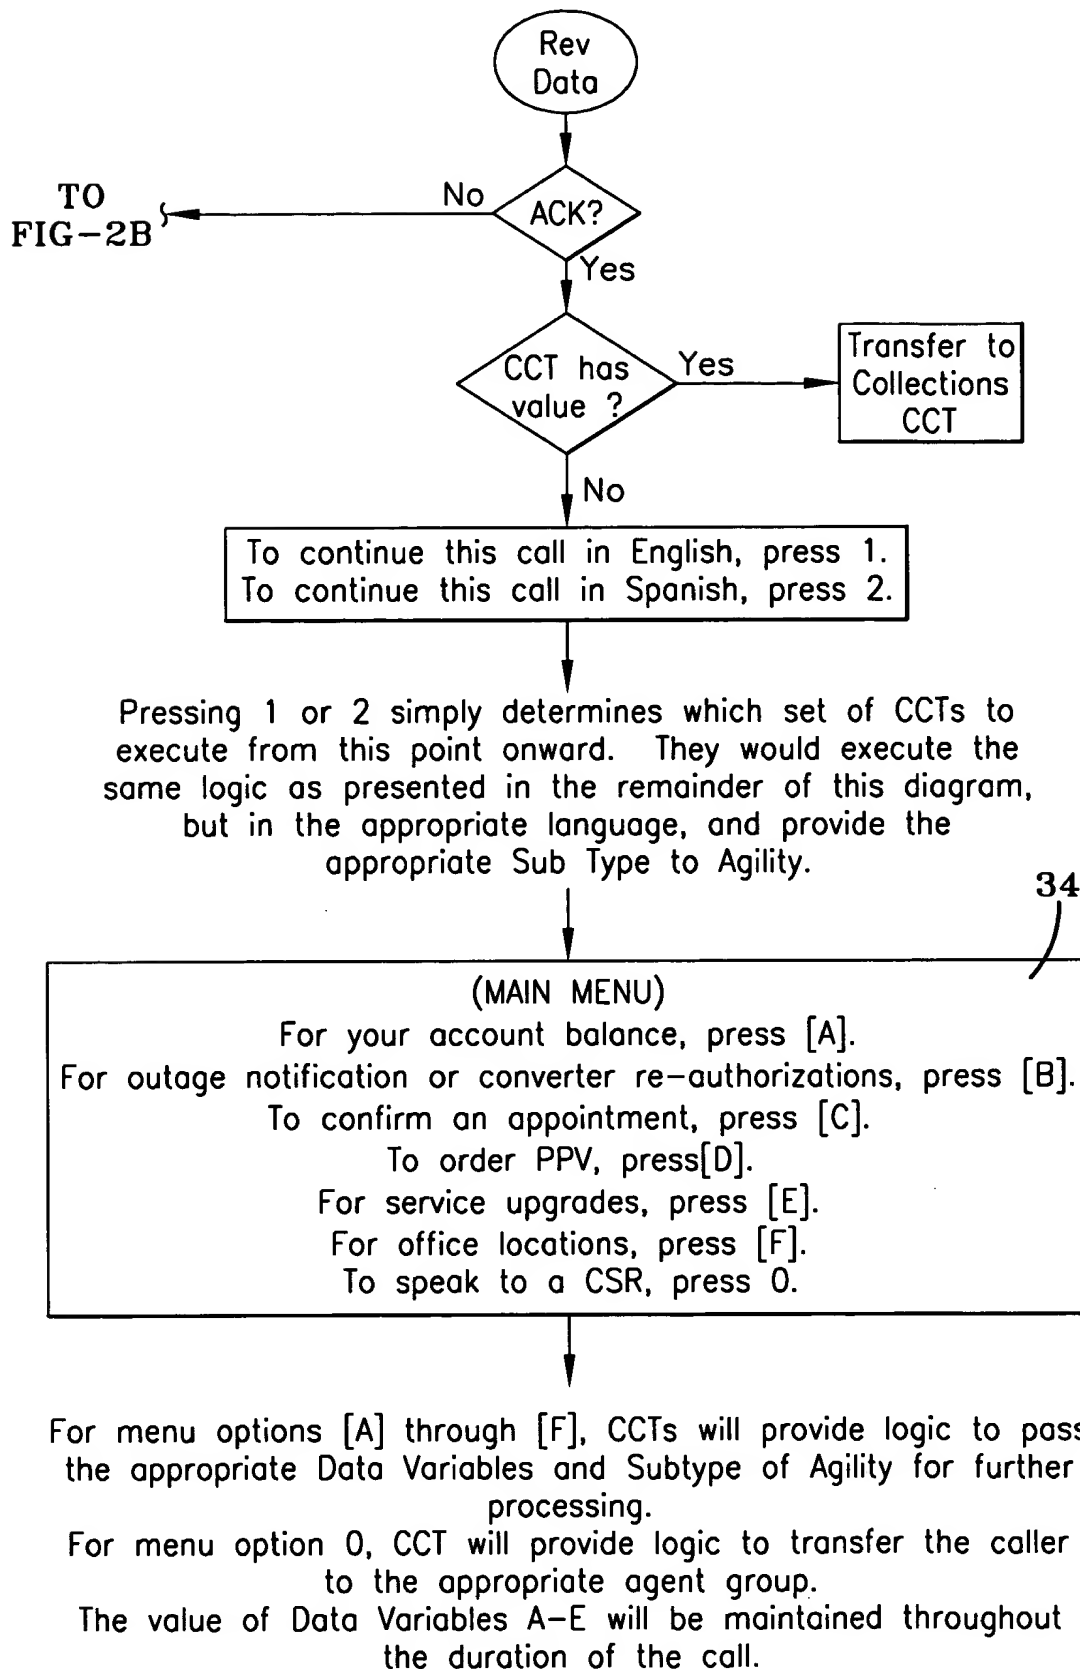 Rev
Data
TO
FIG-2B
No
ACK?
Yes
CCT has
value ?
Yes
Transfer to
Collections
CCT
No
To continue this call in English, press 1.
To continue this call in Spanish, press 2.
Pressing 1 or 2 simply determines which set of CCTs to
execute from this point onward. They would execute the
same logic as presented in the remainder of this diagram,
but in the appropriate language, and provide the
appropriate Sub Type to Agility.
34
(MAIN MENU)
For your account balance, press [A].
For outage notification or converter re-authorizations, press [B].
To confirm an appointment, press [C].
To order PPV, press[D].
For service upgrades, press [E].
For office locations, press [F].
To speak to a CSR, press 0.
For menu options [A] through [F], CCTs will provide logic to pass
the appropriate Data Variables and Subtype of Agility for further
processing.
For menu option 0, CCT will provide logic to transfer the caller
to the appropriate agent group.
The value of Data Variables A-E will be maintained throughout
the duration of the call.